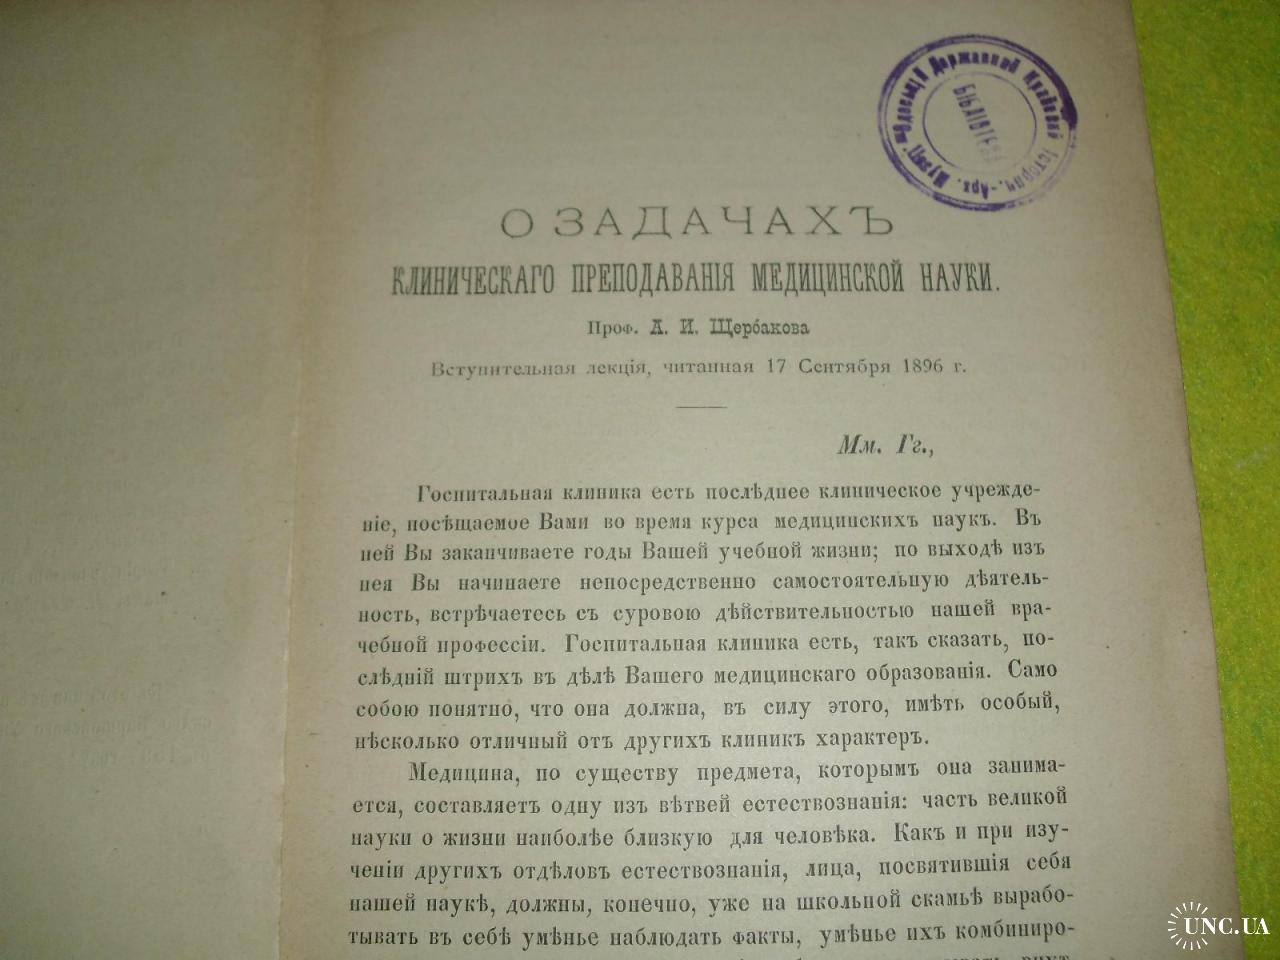 Одеський Державний Краєвий Історич.-Арх. Музей
БІБЛІОТЕКА
О ЗАДАЧАХЪ
КЛИНИЧЕСКАГО ПРЕПОДАВАНІЯ МЕДИЦИНСКОЙ НАУКИ.
Проф. А. И. Щербакова
Вступительная лекція, читанная 17 Сентября 1896 г.
Мм. Гг.,
Госпитальная клиника есть послѣднее клиническое учрежде-
ніе, посѣщаемое Вами во время курса медицинскихъ наукъ. Въ
ней Вы заканчиваете годы Вашей учебной жизни; по выходѣ изъ
нея Вы начинаете непосредственно самостоятельную дѣятель-
ность, встрѣчаетесь съ суровою дѣйствительностью нашей вра-
чебной профессіи. Госпитальная клиника есть, такъ сказать, по-
слѣдній штрихъ въ дѣлѣ Вашего медицинскаго образованія. Само
собою понятно, что она должна, въ силу этого, имѣть особый,
нѣсколько отличный отъ другихъ клиникъ характеръ.
Медицина, по существу предмета, которымъ она занима-
ется, составляетъ одну изъ вѣтвей естествознанія: часть великой
науки о жизни наиболѣе близкую для человѣка. Какъ и при изу-
ченіи другихъ отдѣловъ естествознанія, лица, посвятившія себя
нашей наукѣ, должны, конечно, уже на школьной скамьѣ вырабо-
тывать въ себѣ умѣнье наблюдать факты, умѣнье ихъ комбиниро-
UNC.UA